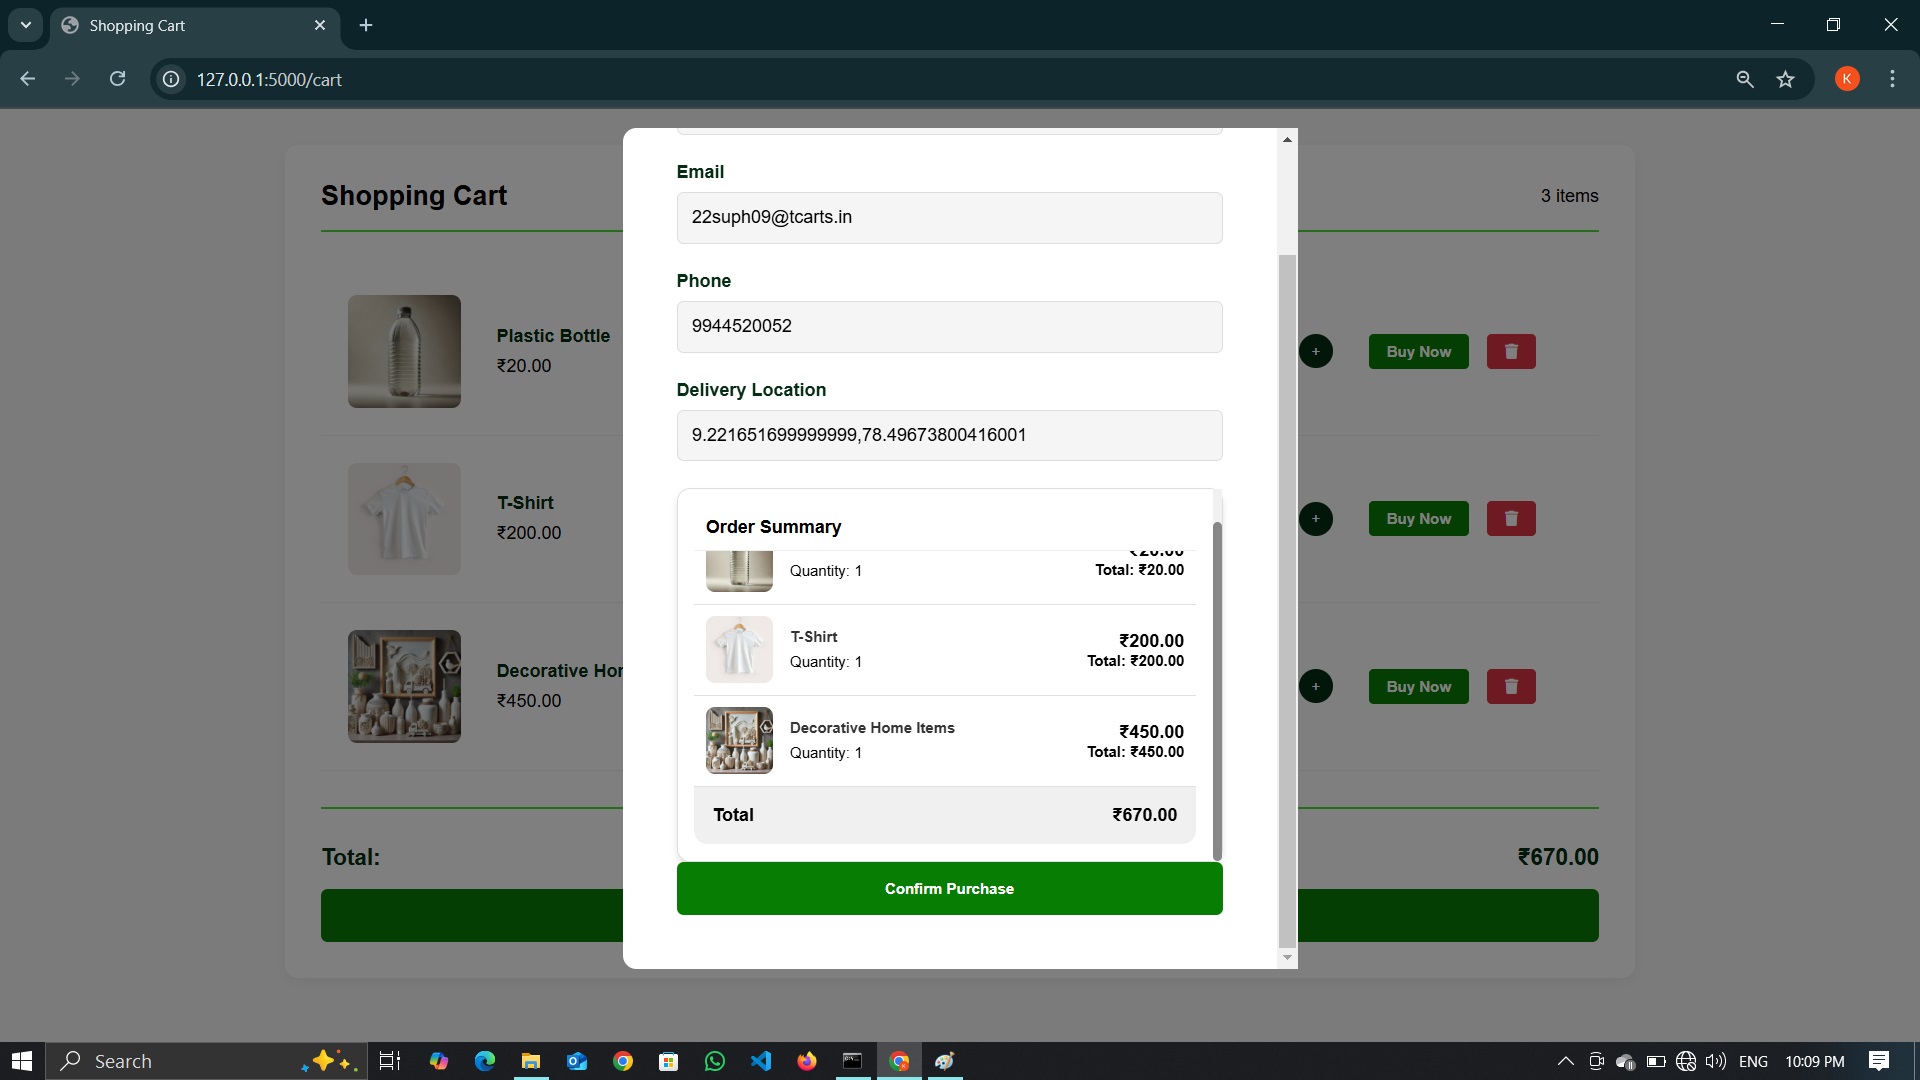 Shopping Cart
127.0.0.1:5000/cart
K
Shopping Cart
3 items
Plastic Bottle
₹20.00
+
Buy Now
T-Shirt
₹200.00
+
Buy Now
Decorative Hor
₹450.00
+
Buy Now
Total:
₹670.00
Email
22suph09@tcarts.in
Phone
9944520052
Delivery Location
9.221651699999999,78.49673800416001
Order Summary
₹20.00
Quantity: 1
Total: ₹20.00
T-Shirt
₹200.00
Quantity: 1
Total: ₹200.00
Decorative Home Items
₹450.00
Quantity: 1
Total: ₹450.00
Total
₹670.00
Confirm Purchase
Search
ENG
10:09 PM